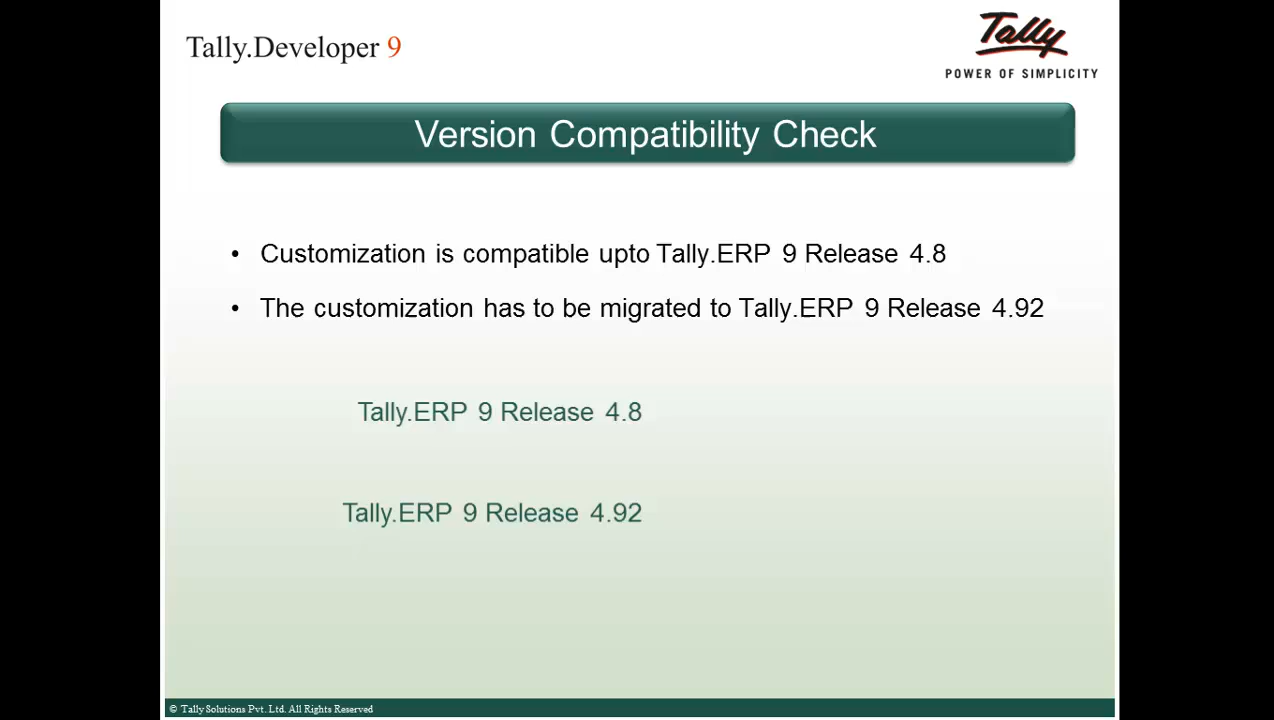 Tally.Developer 9
Tally
POWER OF SIMPLICITY
Version Compatibility Check
• Customization is compatible upto Tally.ERP 9 Release 4.8
• The customization has to be migrated to Tally.ERP 9 Release 4.92
Tally.ERP 9 Release 4.8
Tally.ERP 9 Release 4.92
© Tally Solutions Pvt. Ltd. All Rights Reserved